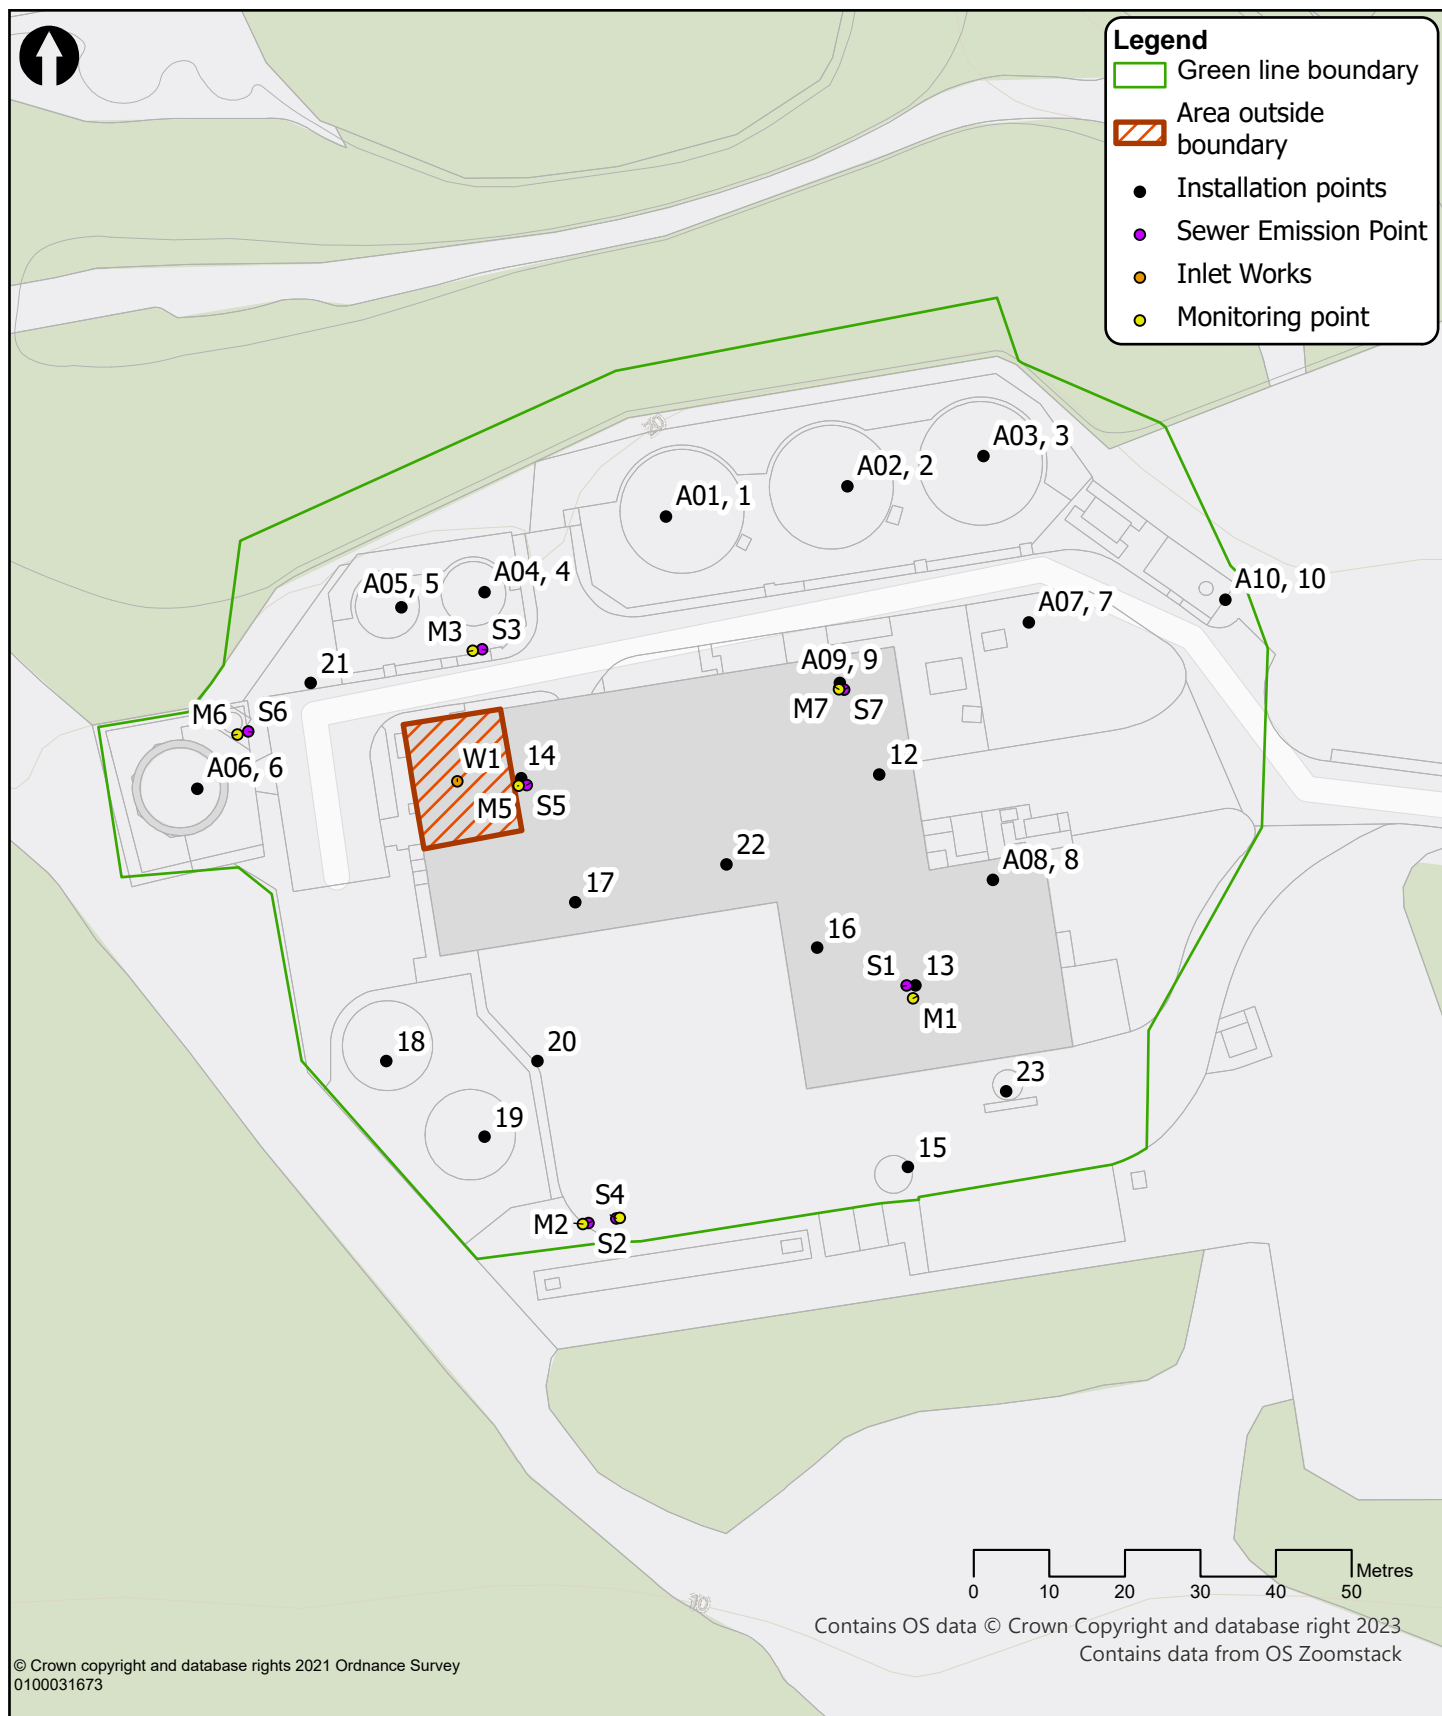 Legend
Green line boundary
Area outside
boundary
Installation points
Sewer Emission Point
Inlet Works
Monitoring point
20
A03, 3
A02, 2
A01, 1
A04, 4
A05, 5
A10, 10
A07, 7
M3
S3
A09, 9
21
M7
S7
M6
S6
W1
14
12
A06, 6
M5
S5
22
A08, 8
17
16
S1
13
M1
18
20
23
19
15
S4
M2
S2
Metres
0 10 20 30 40 50
10
Contains OS data © Crown Copyright and database right 2023
Contains data from OS Zoomstack
© Crown copyright and database rights 2021 Ordnance Survey
0100031673